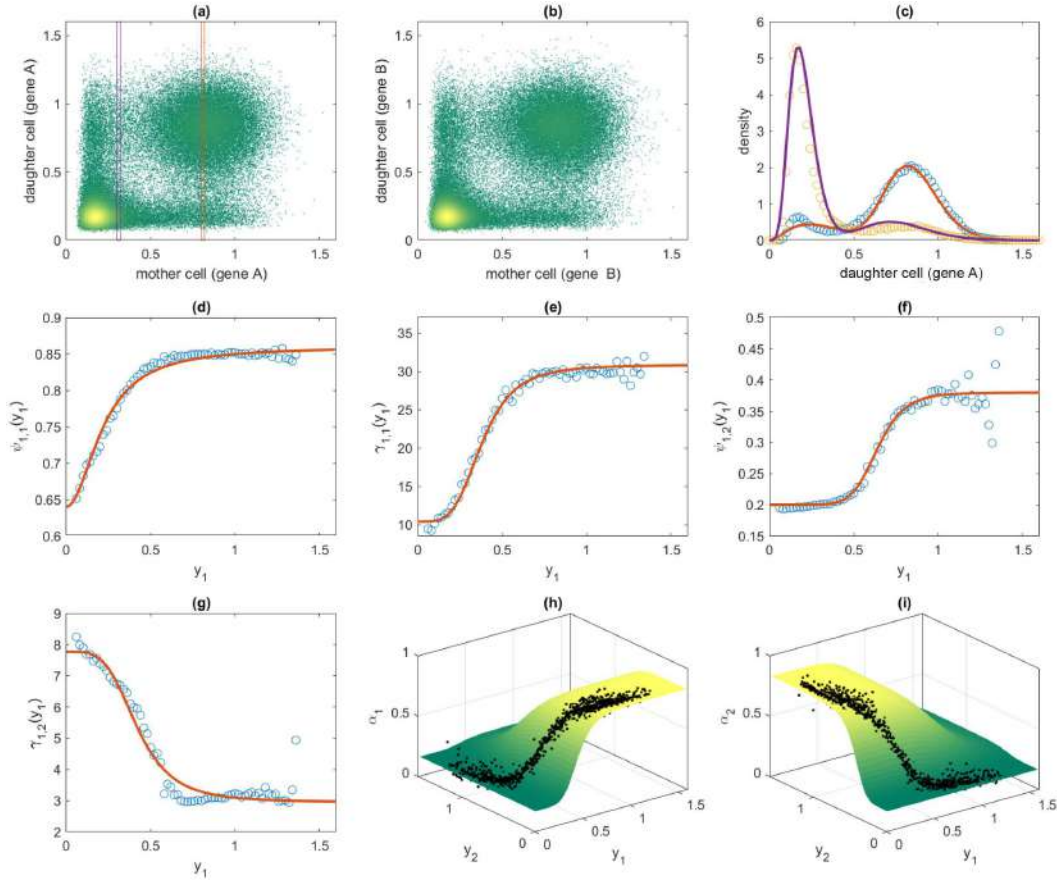 (a)
1.5
1
0.5
0
daughter cell (gene A)
0 0.5 1 1.5
mother cell (gene A)
(b)
1.5
1
0.5
0
daughter cell (gene B)
0 0.5 1 1.5
mother cell (gene B)
(c)
6
5
4
3
2
1
0
density
0 0.5 1 1.5
daughter cell (gene A)
(d)
0.9
0.85
0.8
0.75
0.7
0.65
0.6
ψ1,1(y1)
0 0.5 1 1.5
y1
(e)
35
30
25
20
15
10
γ1,1(y1)
0 0.5 1 1.5
y1
(f)
0.5
0.45
0.4
0.35
0.3
0.25
0.2
0.15
ψ1,2(y1)
0 0.5 1 1.5
y1
(g)
9
8
7
6
5
4
3
2
γ1,2(y1)
0 0.5 1 1.5
y1
(h)
1
0.5
0
α1
1
0
y2
0 0.5 1 1.5
y1
(i)
1
0.5
0
α2
1
0
y2
0 0.5 1 1.5
y1